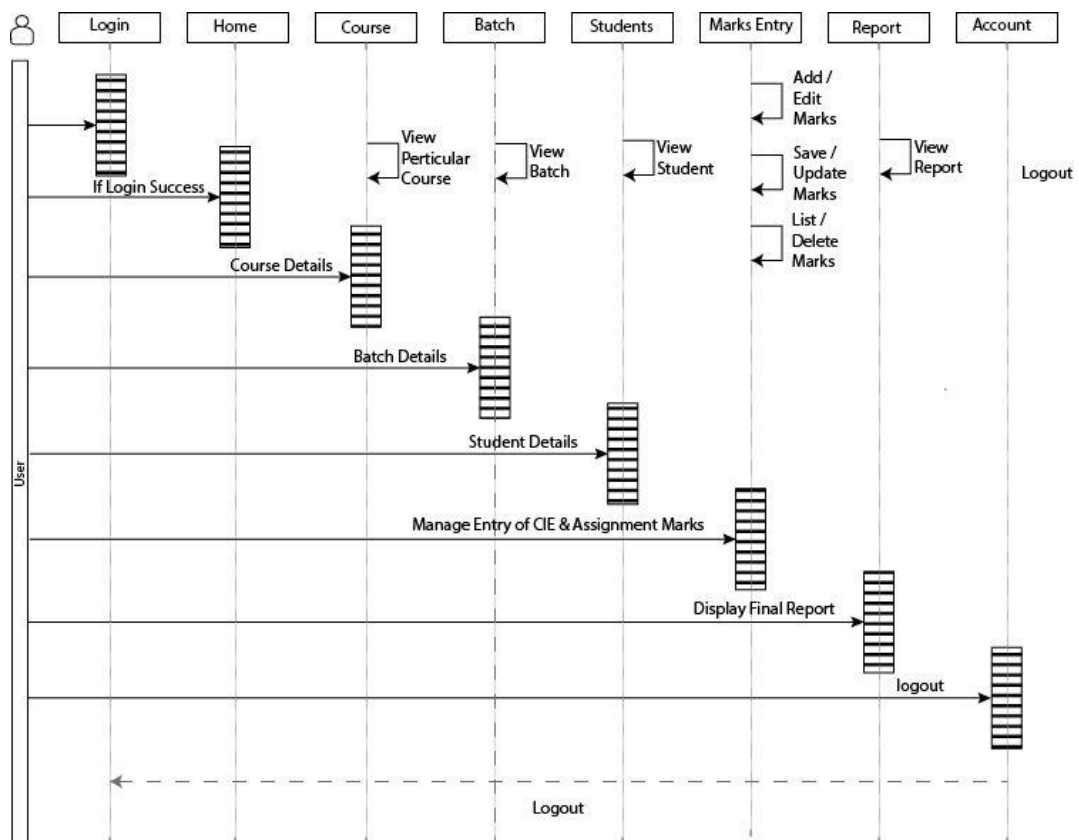 Login
Home
Course
Batch
Students
Marks Entry
Report
Account
Add /
Edit
Marks
View
Perticular
Course
View
Batch
View
Student
Save /
Update
Marks
View
Report
Logout
If Login Success
List /
Delete
Marks
Course Details
Batch Details
Student Details
User
Manage Entry of CIE & Assignment Marks
Display Final Report
logout
Logout